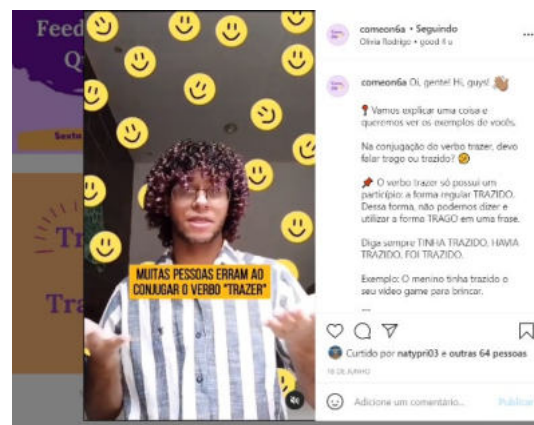 Feed
Q
Sexta
Tr
Tra
MUITAS PESSOAS ERRAM AO
CONJUGAR O VERBO "TRAZER"
comeon6a • Seguindo
Olivia Rodrigo • good 4 u
comeon6a Oi, gente! Hi, guys! 👋🏽
📍 Vamos explicar uma coisa e
queremos ver os exemplos de vocês.
Na conjugação do verbo trazer, devo
falar trago ou trazido? 🤔
📌 O verbo trazer só possui um
particípio: a forma regular TRAZIDO.
Dessa forma, não podemos dizer e
utilizar a forma TRAGO em uma frase.
Diga sempre TINHA TRAZIDO, HAVIA
TRAZIDO, FOI TRAZIDO.
Exemplo: O menino tinha trazido o
seu video game para brincar.
Curtido por natypri03 e outras 64 pessoas
DE JUNHO
Adicione um comentário...
Publicar